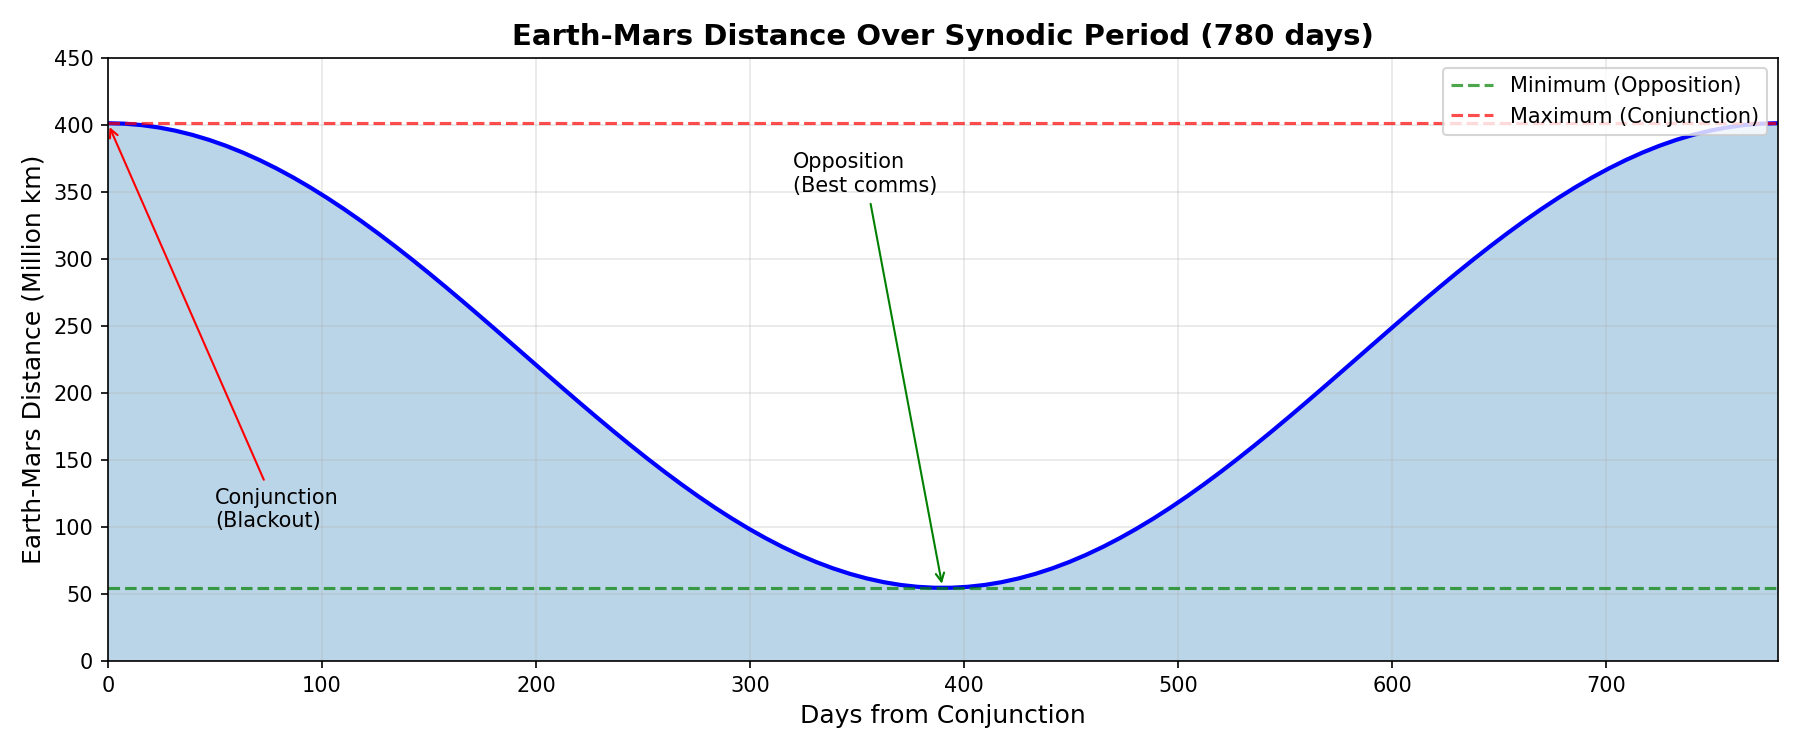 Earth-Mars Distance Over Synodic Period (780 days)
Earth-Mars Distance (Million km)
450
400
350
300
250
200
150
100
50
0
Minimum (Opposition)
Maximum (Conjunction)
Opposition
(Best comms)
Conjunction
(Blackout)
0
100
200
300
400
500
600
700
Days from Conjunction